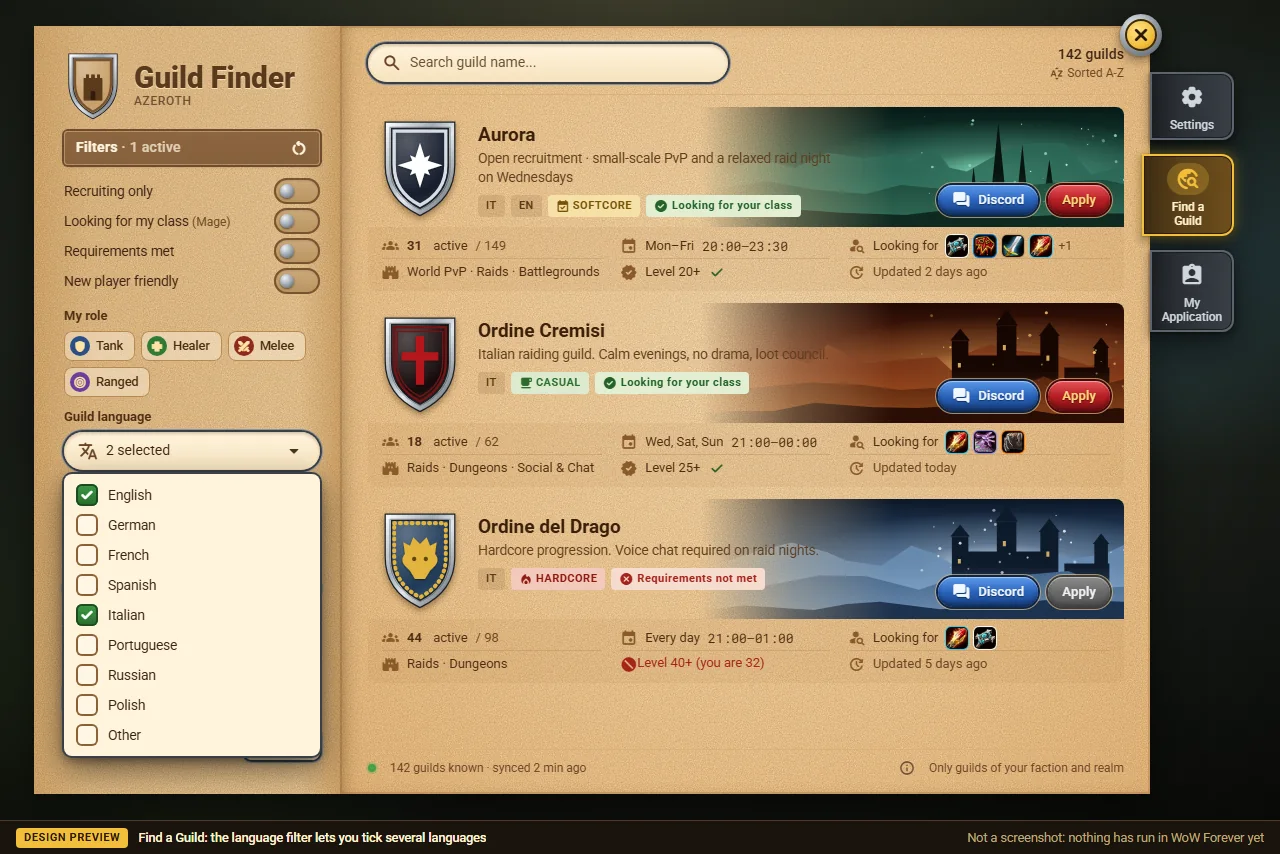 Guild Finder
AZEROTH
Filters · 1 active
Recruiting only
Looking for my class (Mage)
Requirements met
New player friendly
My role
Tank
Healer
Melee
Ranged
Guild language
2 selected
English
German
French
Spanish
Italian
Portuguese
Russian
Polish
Other
Search guild name...
142 guilds
Sorted A-Z
Aurora
Open recruitment · small-scale PvP and a relaxed raid night
on Wednesdays
IT EN SOFTCORE Looking for your class
Discord Apply
31 active / 149 Mon–Fri 20:00–23:30 Looking for +1
World PvP · Raids · Battlegrounds Level 20+ Updated 2 days ago
Ordine Cremisi
Italian raiding guild. Calm evenings, no drama, loot council.
IT CASUAL Looking for your class
Discord Apply
18 active / 62 Wed, Sat, Sun 21:00–00:00 Looking for
Raids · Dungeons · Social & Chat Level 25+ Updated today
Ordine del Drago
Hardcore progression. Voice chat required on raid nights.
IT HARDCORE Requirements not met
Discord Apply
44 active / 98 Every day 21:00–01:00 Looking for
Raids · Dungeons Level 40+ (you are 32) Updated 5 days ago
142 guilds known · synced 2 min ago
Only guilds of your faction and realm
Settings
Find a
Guild
My
Application
DESIGN PREVIEW Find a Guild: the language filter lets you tick several languages
Not a screenshot: nothing has run in WoW Forever yet